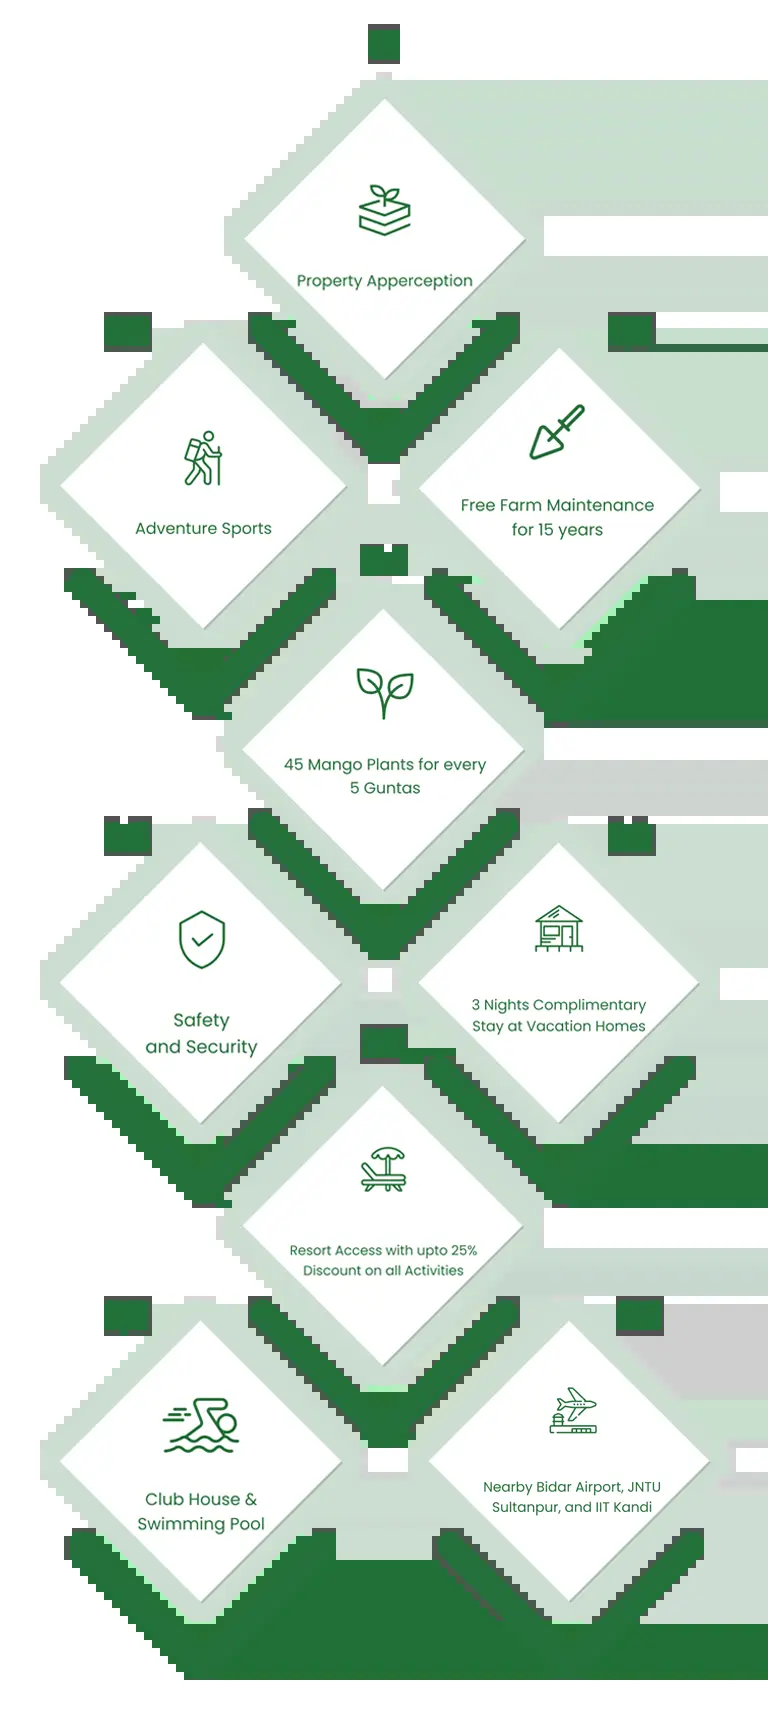 Property Apperception
Adventure Sports
Free Farm Maintenance
for 15 years
45 Mango Plants for every
5 Guntas
Safety
and Security
3 Nights Complimentary
Stay at Vacation Homes
Resort Access with upto 25%
Discount on all Activities
Club House &
Swimming Pool
Nearby Bidar Airport, JNTU
Sultanpur, and IIT Kandi